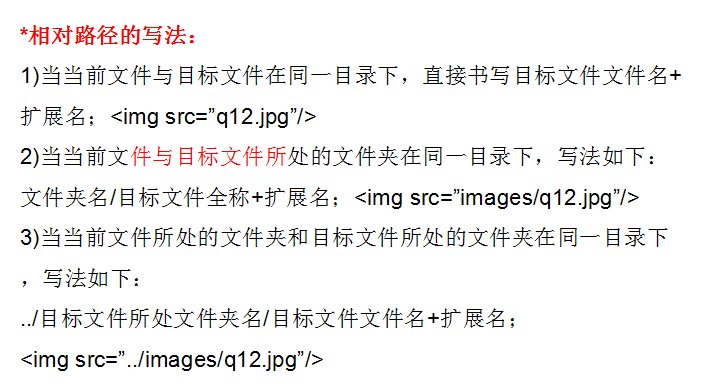 *相对路径的写法：
1)当当前文件与目标文件在同一目录下，直接书写目标文件文件名+
扩展名；<img src=”q12.jpg”/>
2)当当前文件与目标文件所处的文件夹在同一目录下，写法如下：
文件夹名/目标文件全称+扩展名；<img src=”images/q12.jpg”/>
3)当当前文件所处的文件夹和目标文件所处的文件夹在同一目录下
，写法如下：
../目标文件所处文件夹名/目标文件文件名+扩展名；
<img src=”../images/q12.jpg”/>